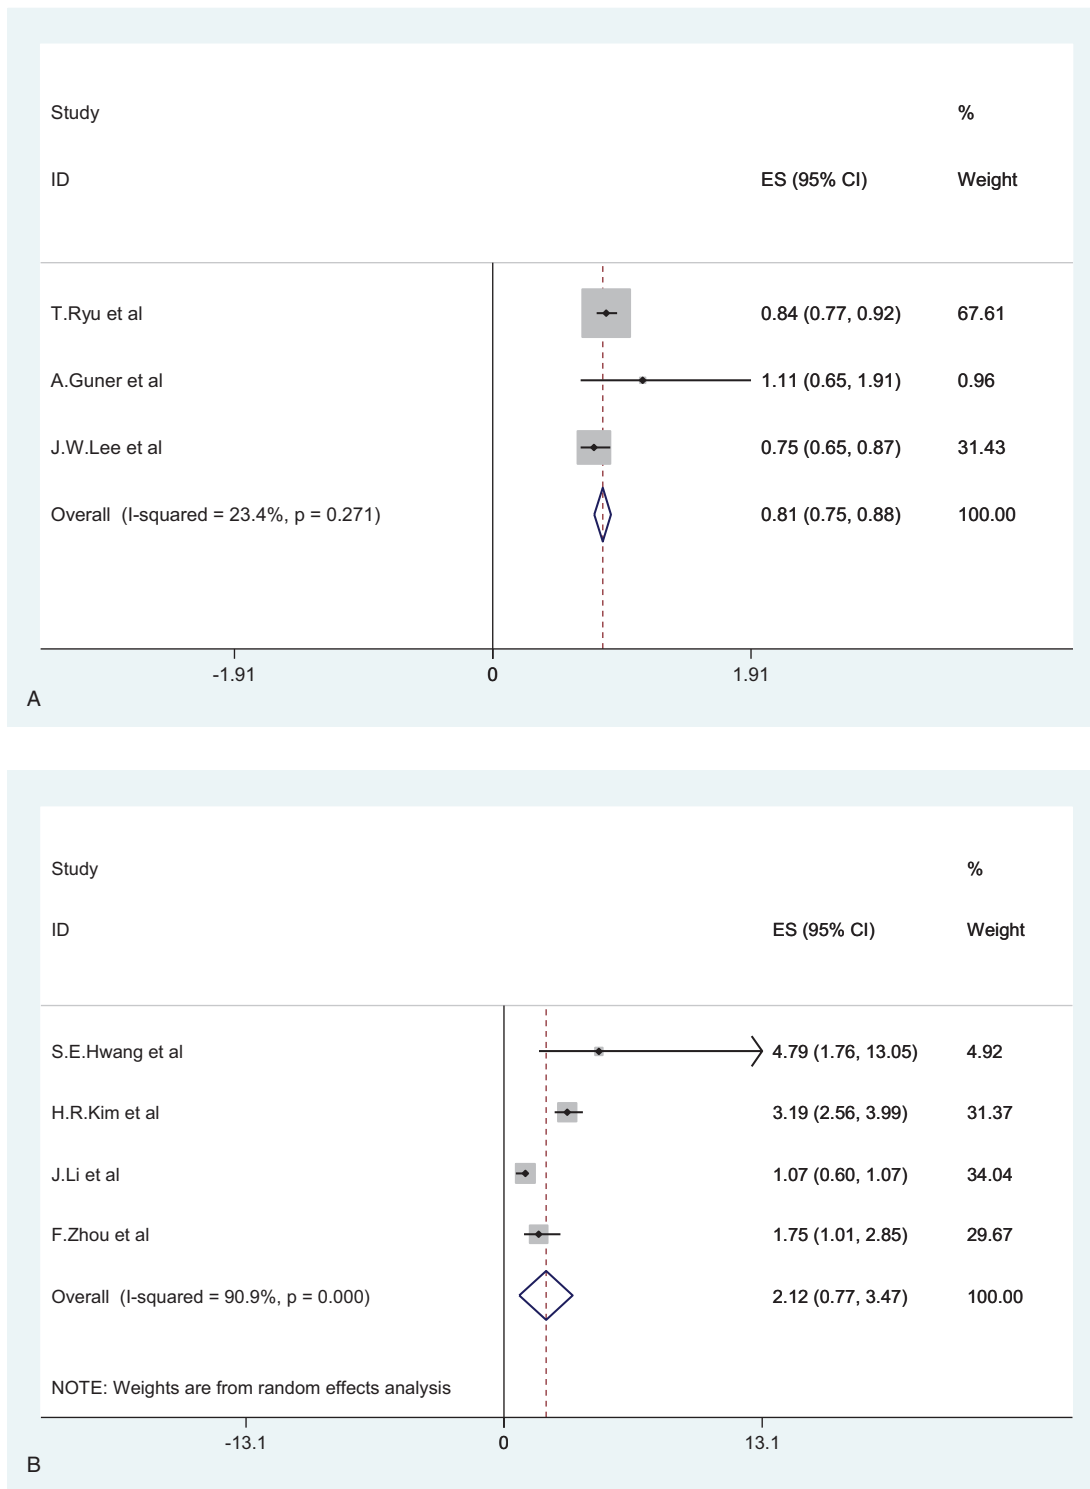 Study %
ID ES (95% CI) Weight
T.Ryu et al 0.84 (0.77, 0.92) 67.61
A.Guner et al 1.11 (0.65, 1.91) 0.96
J.W.Lee et al 0.75 (0.65, 0.87) 31.43
Overall (I-squared = 23.4%, p = 0.271) 0.81 (0.75, 0.88) 100.00
-1.91 0 1.91
A
Study %
ID ES (95% CI) Weight
S.E.Hwang et al 4.79 (1.76, 13.05) 4.92
H.R.Kim et al 3.19 (2.56, 3.99) 31.37
J.Li et al 1.07 (0.60, 1.07) 34.04
F.Zhou et al 1.75 (1.01, 2.85) 29.67
Overall (I-squared = 90.9%, p = 0.000) 2.12 (0.77, 3.47) 100.00
NOTE: Weights are from random effects analysis
-13.1 0 13.1
B